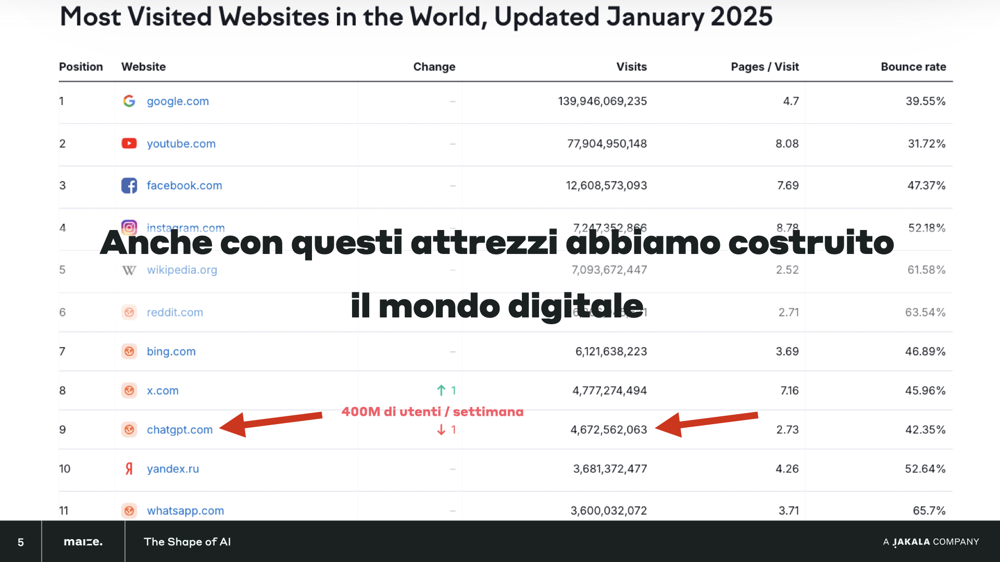 Most Visited Websites in the World, Updated January 2025
Position Website Change Visits Pages / Visit Bounce rate
1 google.com – 139,946,069,235 4.7 39.55%
2 youtube.com – 77,904,950,148 8.08 31.72%
3 facebook.com – 12,608,573,093 7.69 47.37%
4 instagram.com – 7,247,352,866 8.78 52.18%
Anche con questi attrezzi abbiamo costruito
5 wikipedia.org – 7,093,672,447 2.52 61.58%
il mondo digitale
6 reddit.com 2.71 63.54%
7 bing.com – 6,121,638,223 3.69 46.89%
8 x.com ↑ 1 4,777,274,494 7.16 45.96%
400M di utenti / settimana
9 chatgpt.com ↓ 1 4,672,562,063 2.73 42.35%
10 yandex.ru – 3,681,372,477 4.26 52.64%
11 whatsapp.com – 3,600,032,072 3.71 65.7%
5 maize. The Shape of AI A JAKALA COMPANY